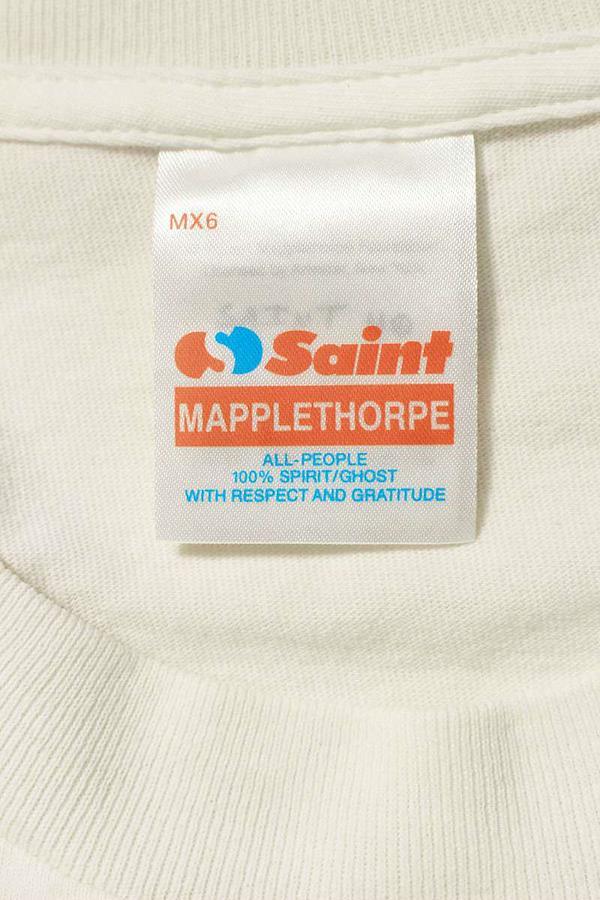 MX6
Saint
MAPPLETHORPE
ALL-PEOPLE
100% SPIRIT/GHOST
WITH RESPECT AND GRATITUDE